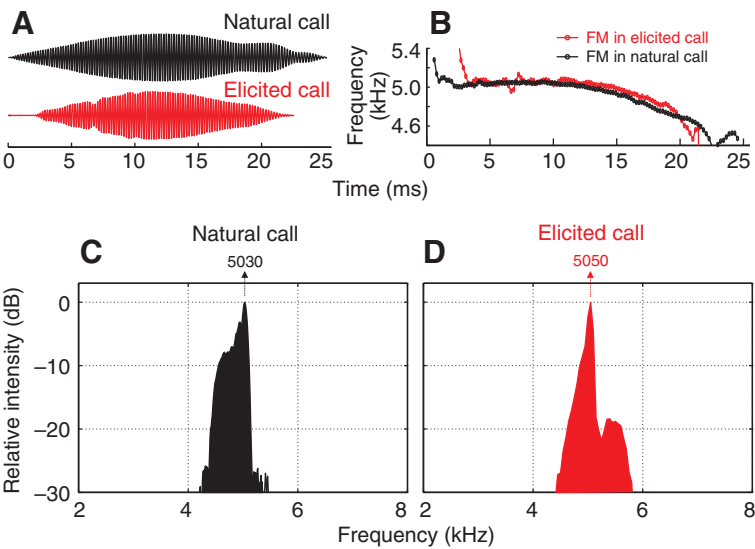 A
Natural call
Elicited call
0 5 10 15 20 25
B
Frequency
(kHz)
5.4
5.0
4.6
FM in elicited call
FM in natural call
0 5 10 15 20 25
Time (ms)
C
Natural call
5030
D
Elicited call
5050
Relative intensity (dB)
0
–10
–20
–30
2 4 6 8
2 4 6 8
Frequency (kHz)